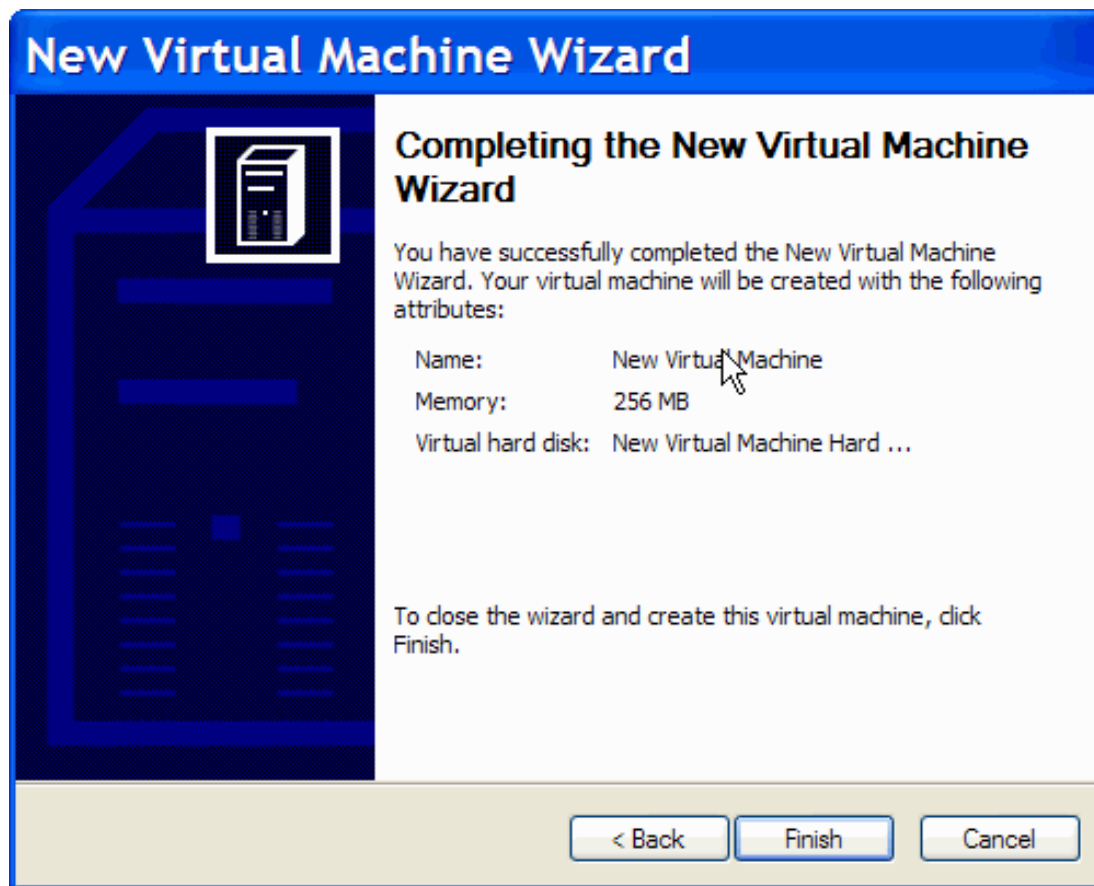 New Virtual Machine Wizard
Completing the New Virtual Machine
Wizard
You have successfully completed the New Virtual Machine
Wizard. Your virtual machine will be created with the following
attributes:
Name: New Virtual Machine
Memory: 256 MB
Virtual hard disk: New Virtual Machine Hard ...
To close the wizard and create this virtual machine, click
Finish.
< Back Finish Cancel